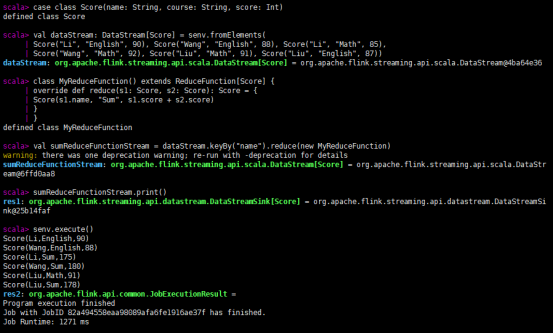 scala> case class Score(name: String, course: String, score: Int)
defined class Score
scala> val dataStream: DataStream[Score] = senv.fromElements(
| Score("Li", "English", 90), Score("Wang", "English", 88), Score("Li", "Math", 85),
| Score("Wang", "Math", 92), Score("Liu", "Math", 91), Score("Liu", "English", 87))
dataStream: org.apache.flink.streaming.api.scala.DataStream[Score] = org.apache.flink.streaming.api.scala.DataStream@4ba64e36
scala> class MyReduceFunction() extends ReduceFunction[Score] {
| override def reduce(s1: Score, s2: Score): Score = {
| Score(s1.name, "Sum", s1.score + s2.score)
| }
| }
defined class MyReduceFunction
scala> val sumReduceFunctionStream = dataStream.keyBy("name").reduce(new MyReduceFunction)
warning: there was one deprecation warning; re-run with -deprecation for details
sumReduceFunctionStream: org.apache.flink.streaming.api.scala.DataStream[Score] = org.apache.flink.streaming.api.scala.DataStr
eam@6ffd0aa8
scala> sumReduceFunctionStream.print()
res1: org.apache.flink.streaming.api.datastream.DataStreamSink[Score] = org.apache.flink.streaming.api.datastream.DataStreamSi
nk@25b14faf
scala> senv.execute()
Score(Li,English,90)
Score(Wang,English,88)
Score(Li,Sum,175)
Score(Wang,Sum,180)
Score(Liu,Math,91)
Score(Liu,Sum,178)
res2: org.apache.flink.api.common.JobExecutionResult =
Program execution finished
Job with JobID 82a494558eaa98089afa6fe1916ae37f has finished.
Job Runtime: 1271 ms